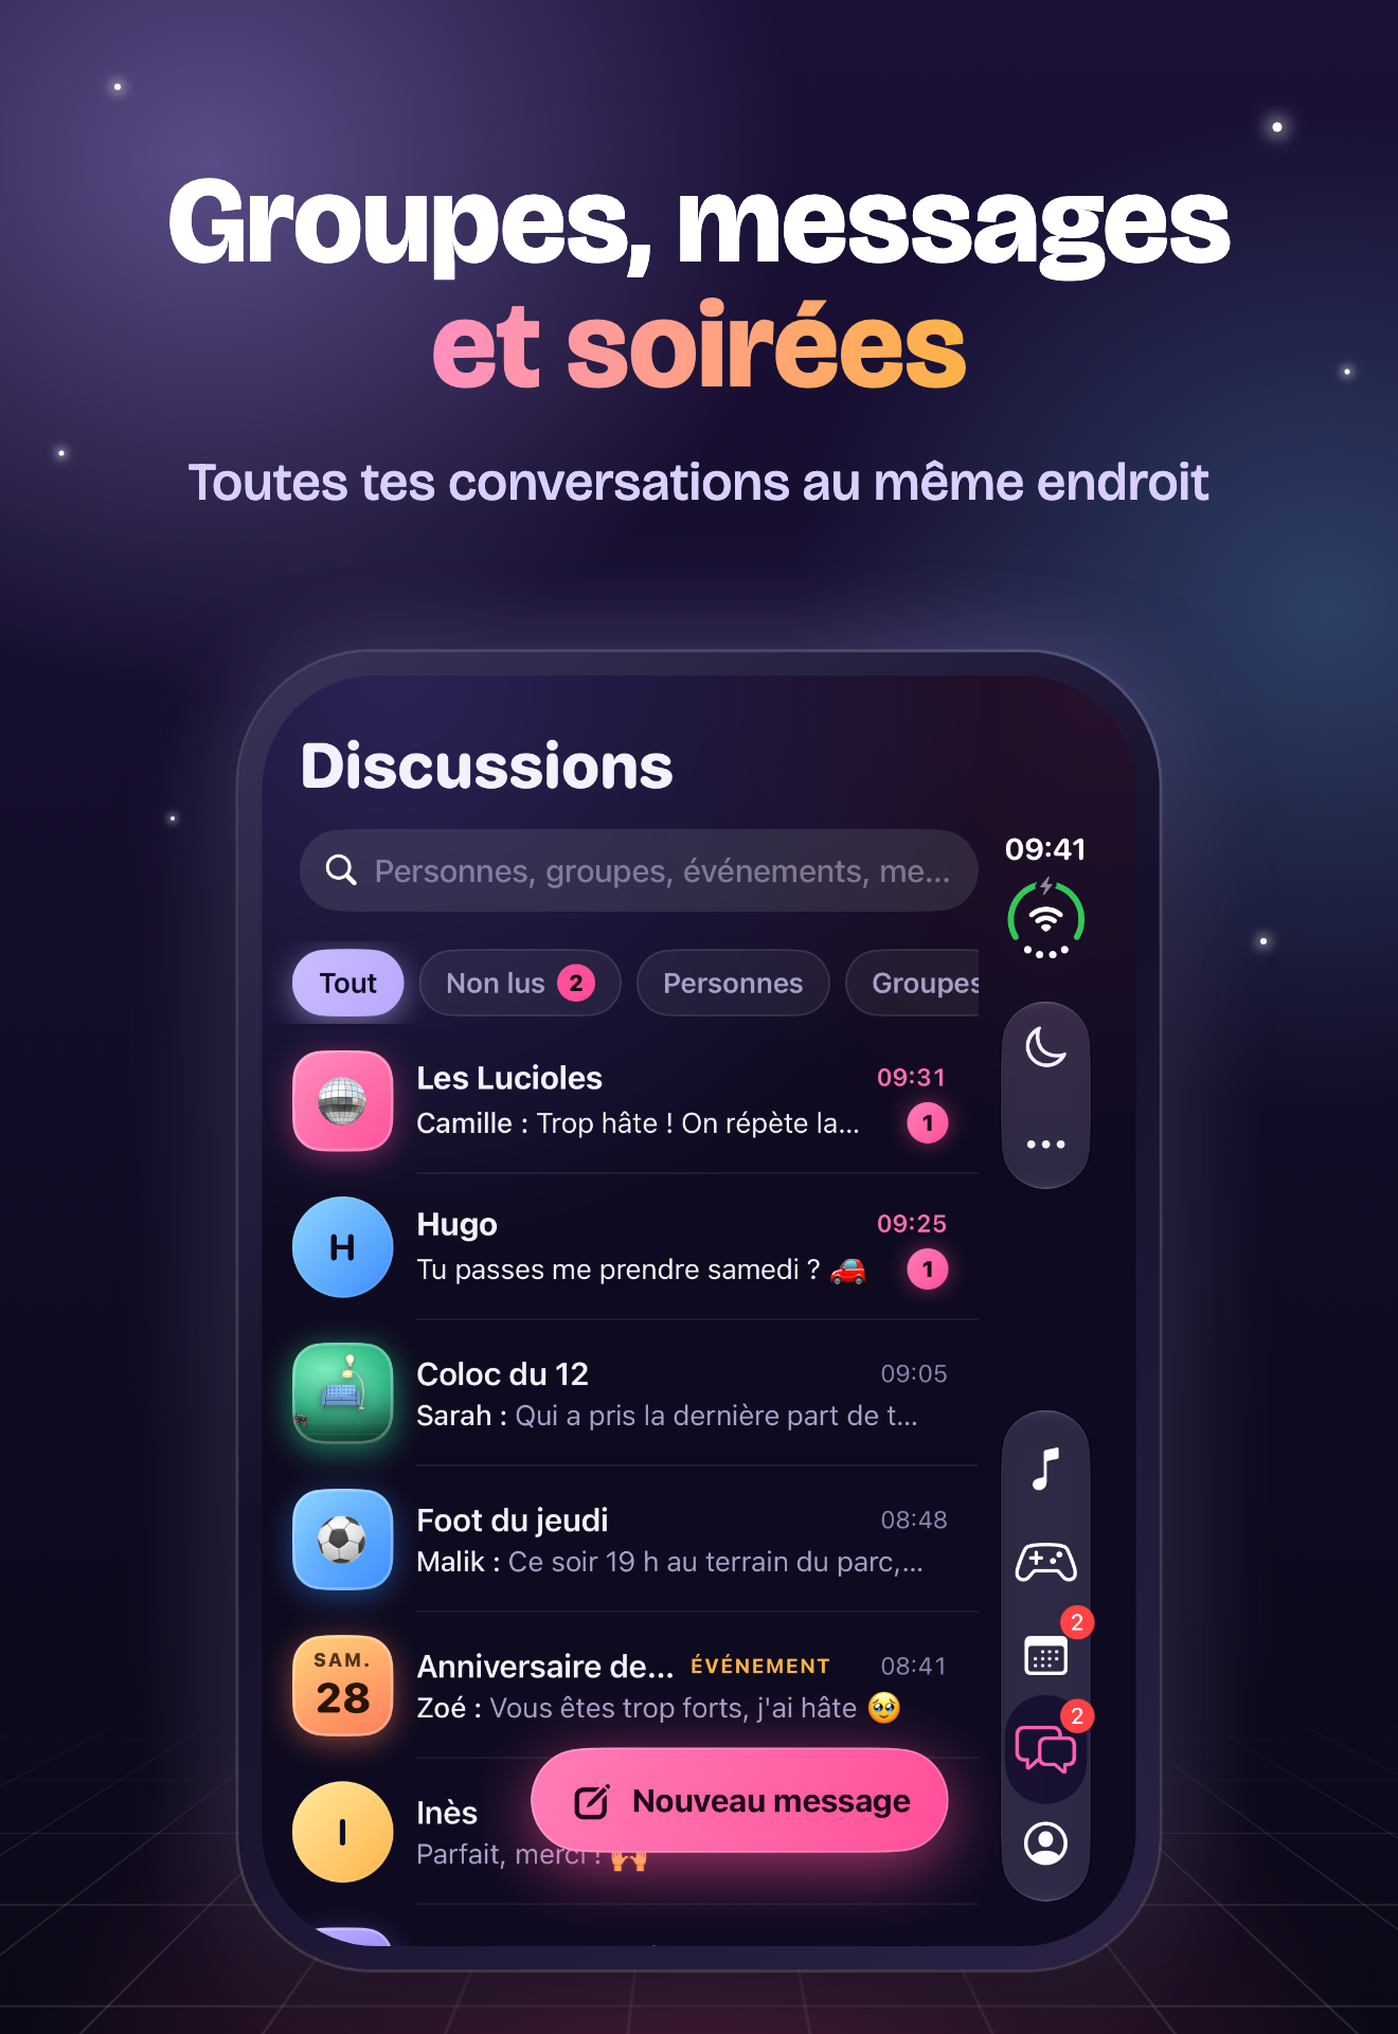 Groupes, messages
et soirées
Toutes tes conversations au même endroit
Discussions
Personnes, groupes, événements, me...
09:41
Tout
Non lus 2
Personnes
Groupes
Les Lucioles 09:31
Camille : Trop hâte ! On répète la... 1
H
Hugo 09:25
Tu passes me prendre samedi ? 🚗 1
Coloc du 12 09:05
Sarah : Qui a pris la dernière part de t...
Foot du jeudi 08:48
Malik : Ce soir 19 h au terrain du parc,...
2
SAM.
28
Anniversaire de... ÉVÉNEMENT 08:41
Zoé : Vous êtes trop forts, j'ai hâte 🥹
2
Nouveau message
I
Inès
Parfait, merci ! 🙌